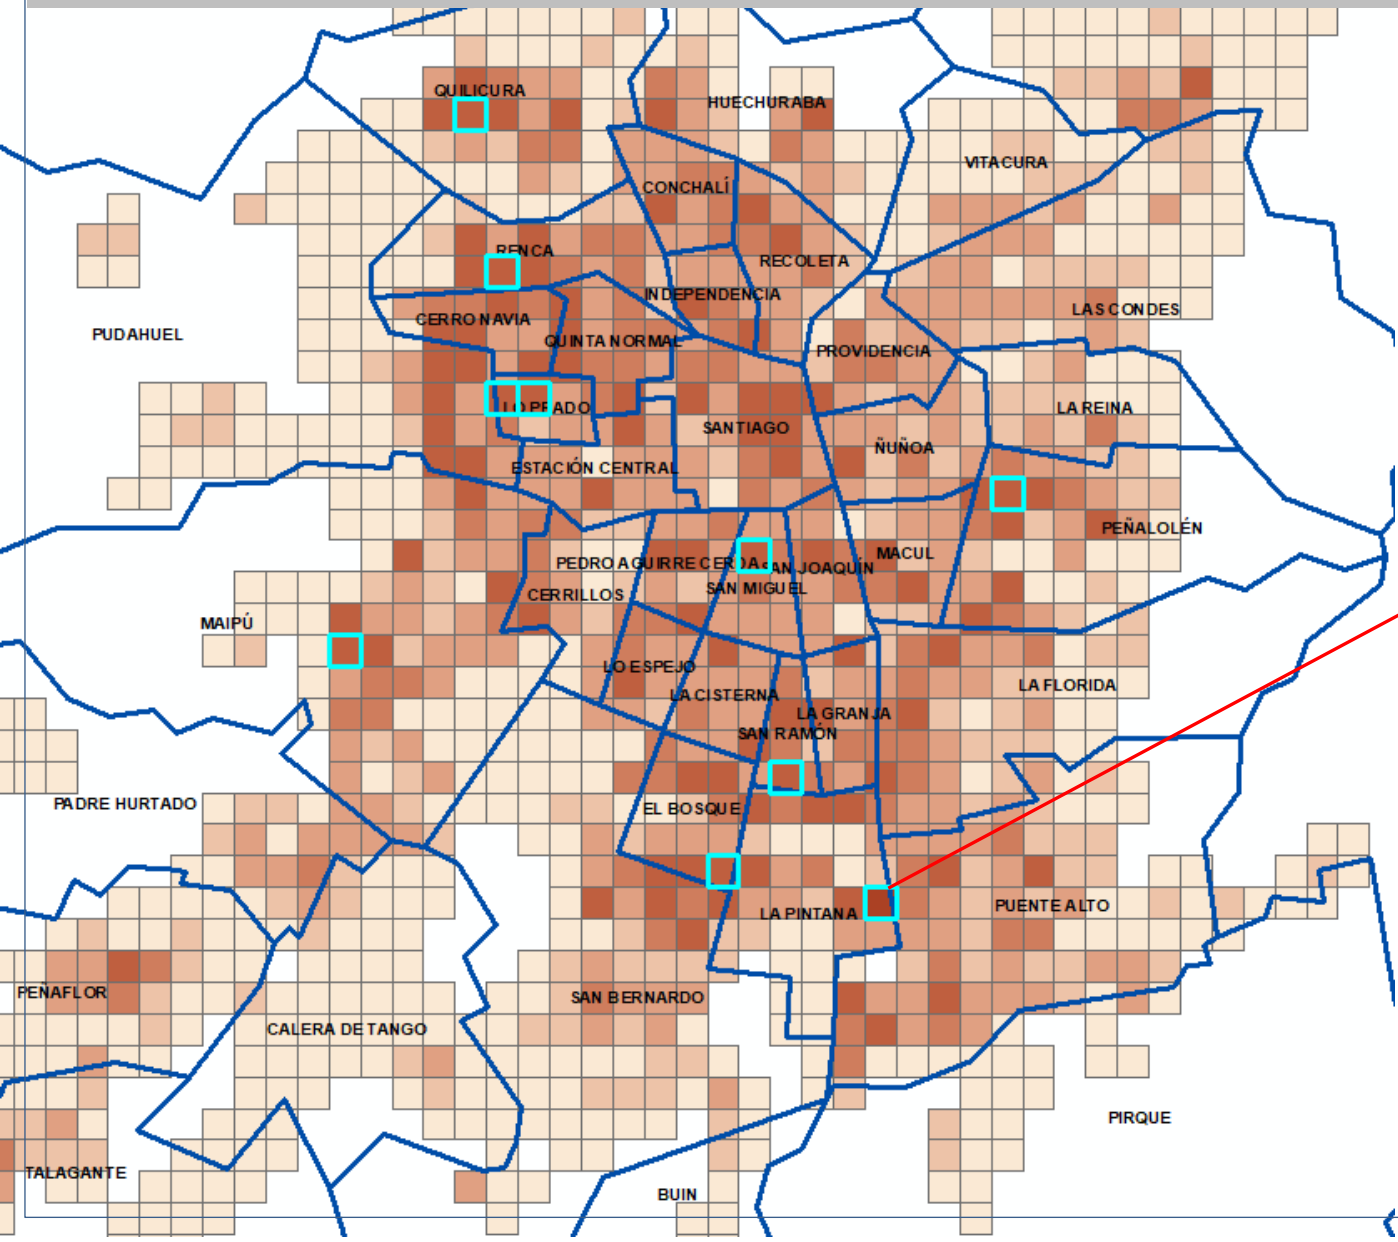 QUILICURA
HUECHURABA
VITACURA
CONCHALÍ
RENCA
RECOLETA
INDEPENDENCIA
LAS CONDES
CERRO NAVIA
PUDAHUEL
QUINTA NORMAL
PROVIDENCIA
LO PRADO
LA REINA
SANTIAGO
ÑUÑOA
ESTACIÓN CENTRAL
PEÑALOLÉN
MACUL
PEDRO AGUIRRE CERDA
SAN JOAQUÍN
SAN MIGUEL
CERRILLOS
MAIPÚ
LO ESPEJO
LA FLORIDA
LA CISTERNA
LA GRANJA
SAN RAMÓN
PADRE HURTADO
EL BOSQUE
PUENTE ALTO
LA PINTANA
PEÑAFLOR
SAN BERNARDO
CALERA DE TANGO
PIRQUE
TALAGANTE
BUIN